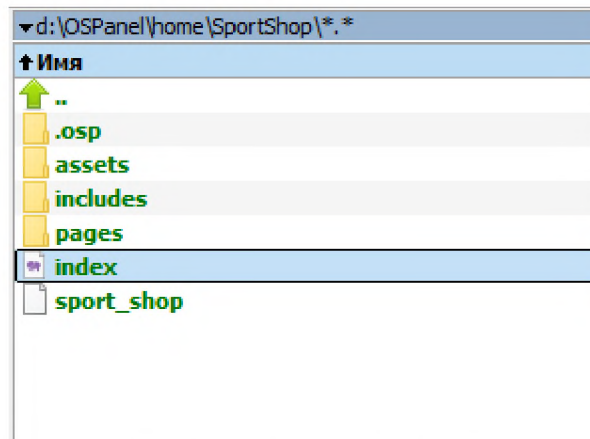 d:\OSPanel\home\SportShop\*.*
Имя
..
.osp
assets
includes
pages
index
sport_shop